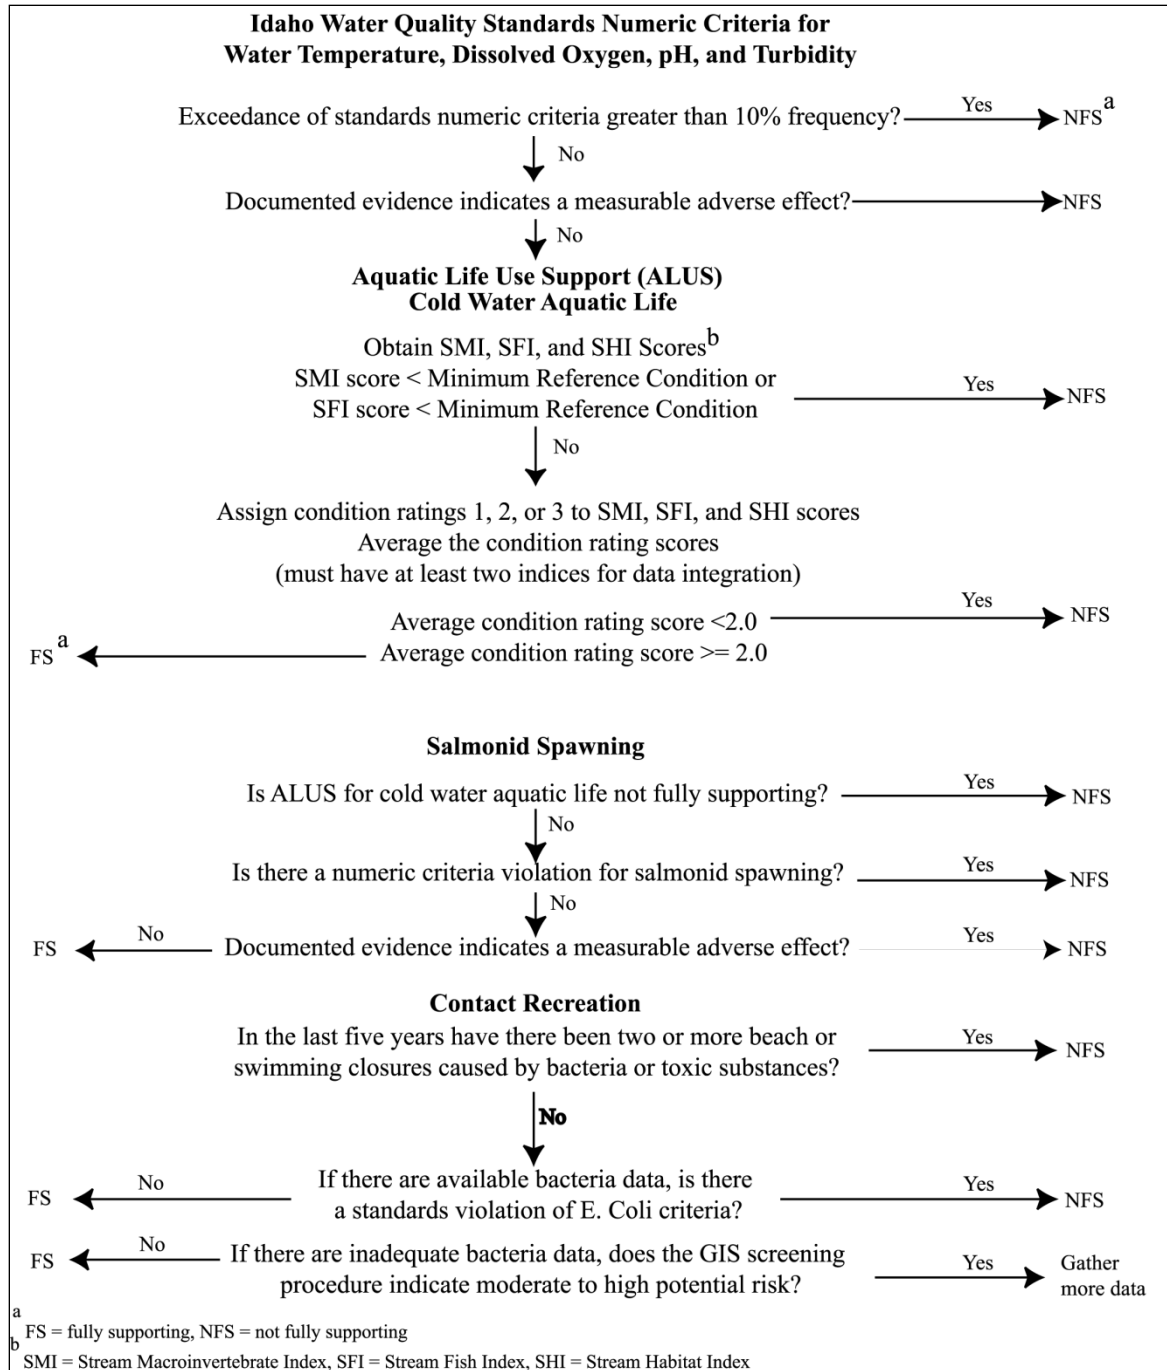 Idaho Water Quality Standards Numeric Criteria for
Water Temperature, Dissolved Oxygen, pH, and Turbidity
Exceedance of standards numeric criteria greater than 10% frequency? Yes NFS a
No
Documented evidence indicates a measurable adverse effect? NFS
No
Aquatic Life Use Support (ALUS)
Cold Water Aquatic Life
Obtain SMI, SFI, and SHI Scores b
SMI score < Minimum Reference Condition or
SFI score < Minimum Reference Condition
Yes NFS
No
Assign condition ratings 1, 2, or 3 to SMI, SFI, and SHI scores
Average the condition rating scores
(must have at least two indices for data integration)
Average condition rating score <2.0 Yes NFS
FS a Average condition rating score >= 2.0
Salmonid Spawning
Is ALUS for cold water aquatic life not fully supporting? Yes NFS
No
Is there a numeric criteria violation for salmonid spawning? Yes NFS
No
FS No Documented evidence indicates a measurable adverse effect? Yes NFS
Contact Recreation
In the last five years have there been two or more beach or
swimming closures caused by bacteria or toxic substances?
Yes NFS
No
FS No
If there are available bacteria data, is there
a standards violation of E. Coli criteria?
Yes NFS
FS No
If there are inadequate bacteria data, does the GIS screening
procedure indicate moderate to high potential risk?
Yes
Gather
more data
a FS = fully supporting, NFS = not fully supporting
b SMI = Stream Macroinvertebrate Index, SFI = Stream Fish Index, SHI = Stream Habitat Index